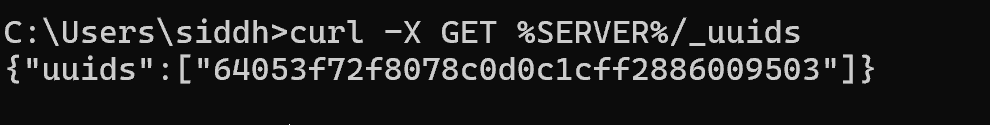 C:\Users\siddh>curl -X GET %SERVER%/_uuids
{"uuids":["64053f72f8078c0d0c1cff2886009503"]}